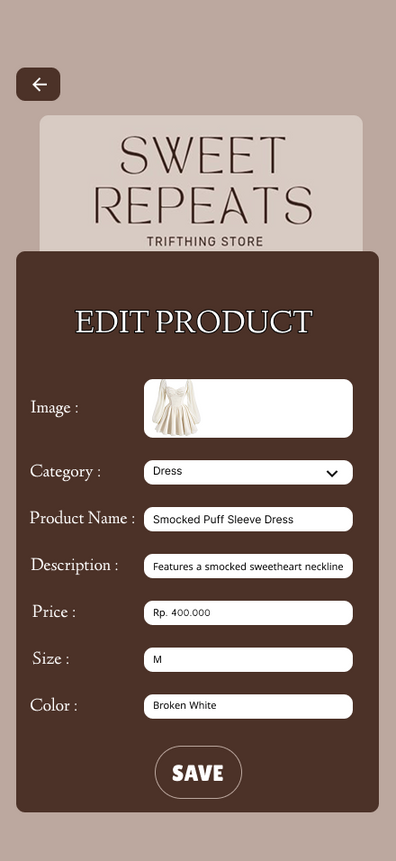 SWEET
REPEATS
TRIFTHING STORE
EDIT PRODUCT
Image :
Category :
Dress
Product Name :
Smocked Puff Sleeve Dress
Description :
Features a smocked sweetheart neckline
Price :
Rp. 400.000
Size :
M
Color :
Broken White
SAVE